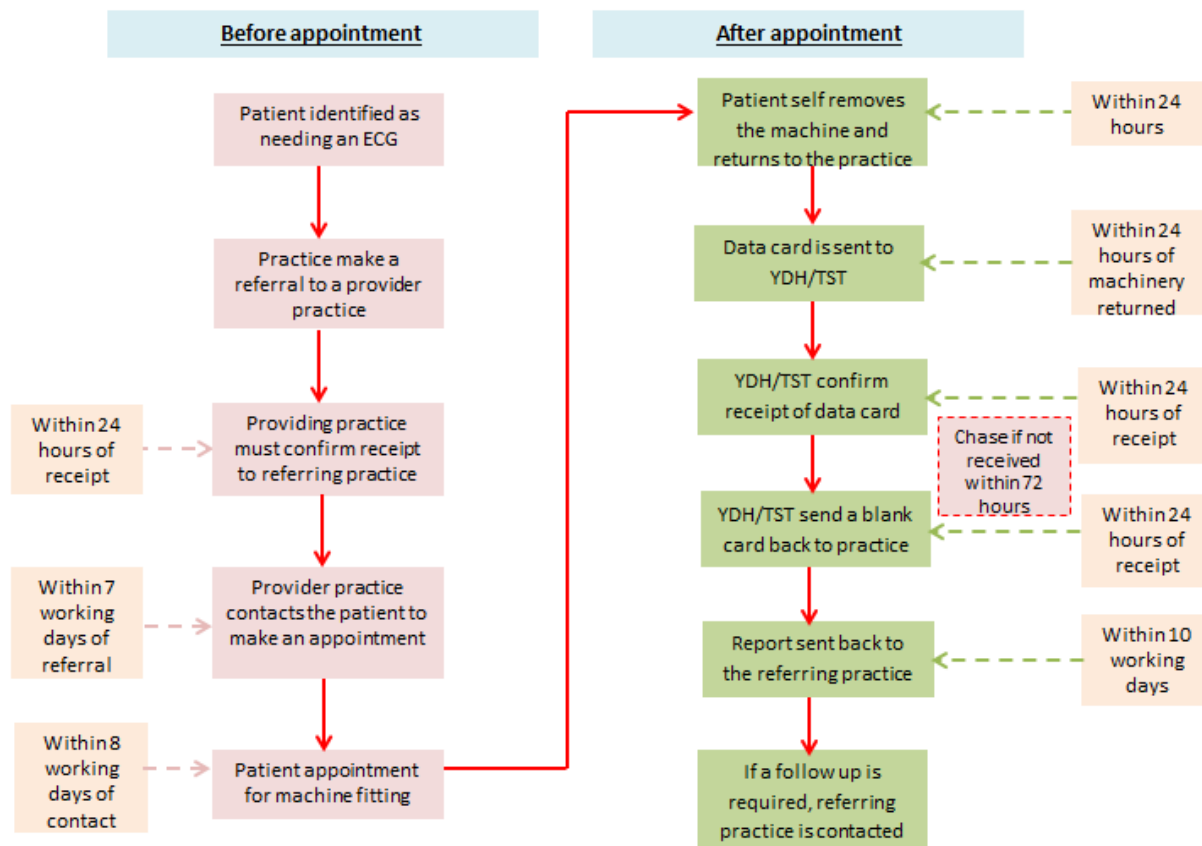 Before appointment
Patient identified as
needing an ECG
Practice make a
referral to a provider
practice
Within 24
hours of
receipt
Providing practice
must confirm receipt
to referring practice
Within 7
working
days of
referral
Provider practice
contacts the patient to
make an appointment
Within 8
working
days of
contact
Patient appointment
for machine fitting
After appointment
Patient self removes
the machine and
returns to the practice
Within 24
hours
Data card is sent to
YDH/TST
Within 24
hours of
machinery
returned
YDH/TST confirm
receipt of data card
Within 24
hours of
receipt
Chase if not
received
within 72
hours
YDH/TST send a blank
card back to practice
Within 24
hours of
receipt
Report sent back to
the referring practice
Within 10
working
days
If a follow up is
required, referring
practice is contacted